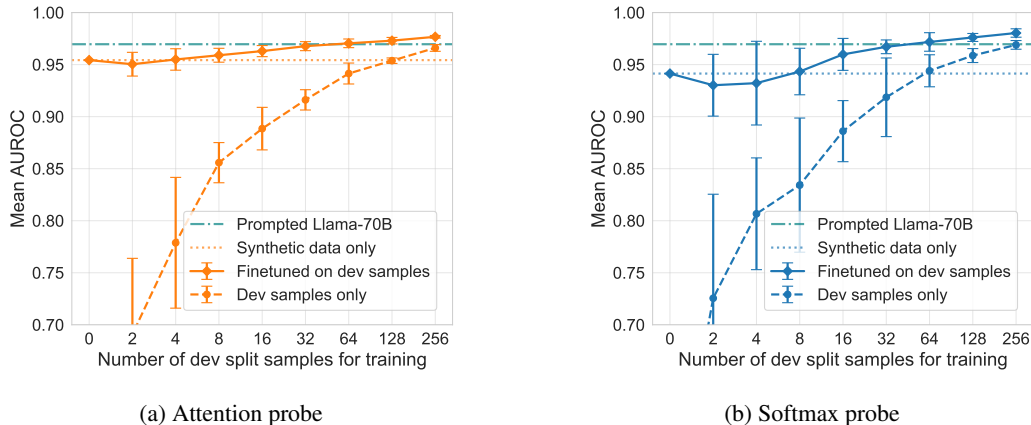 1.00
0.95
0.90
0.85
0.80
0.75
0.70
Mean AUROC
Prompted Llama-70B
Synthetic data only
Finetuned on dev samples
Dev samples only
0 2 4 8 16 32 64 128 256
Number of dev split samples for training
(a) Attention probe
1.00
0.95
0.90
0.85
0.80
0.75
0.70
Mean AUROC
Prompted Llama-70B
Synthetic data only
Finetuned on dev samples
Dev samples only
0 2 4 8 16 32 64 128 256
Number of dev split samples for training
(b) Softmax probe